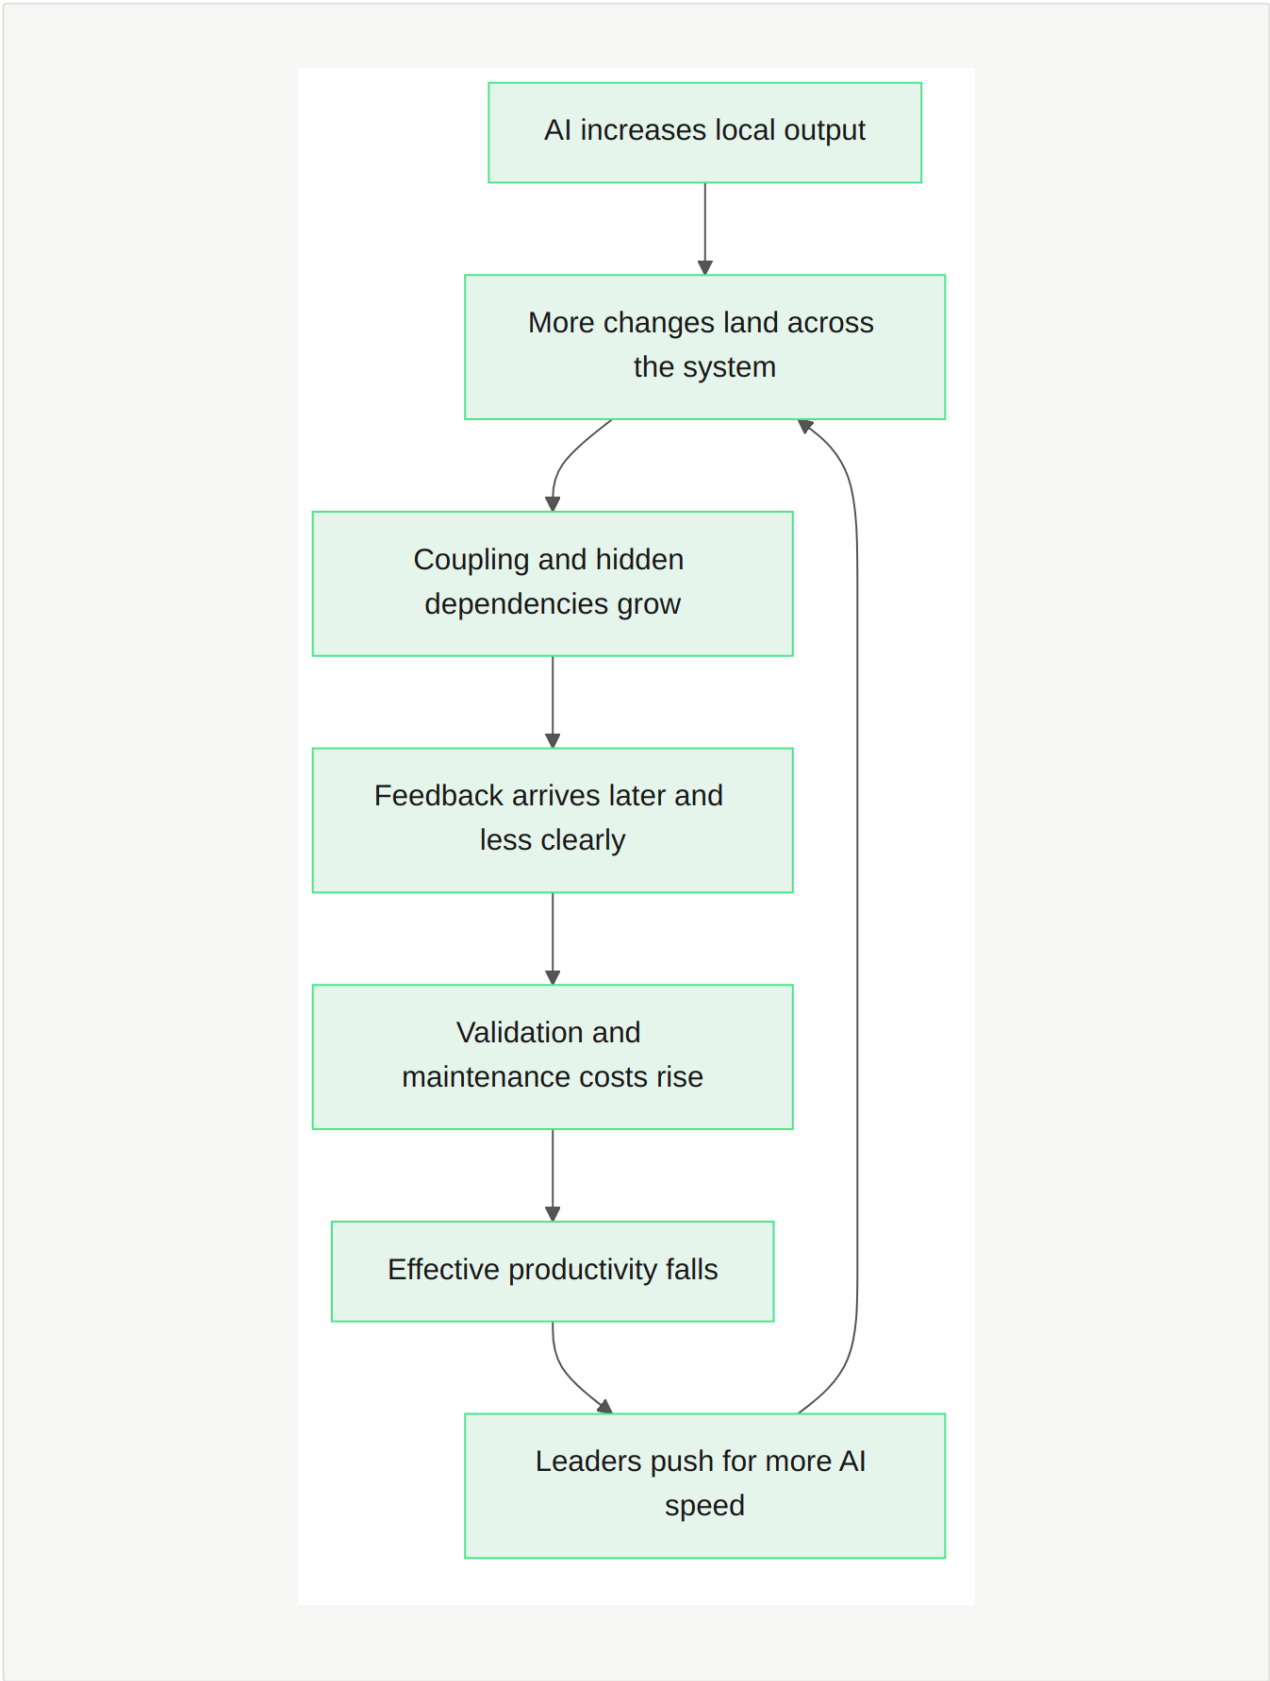 AI increases local output
More changes land across
the system
Coupling and hidden
dependencies grow
Feedback arrives later and
less clearly
Validation and
maintenance costs rise
Effective productivity falls
Leaders push for more AI
speed